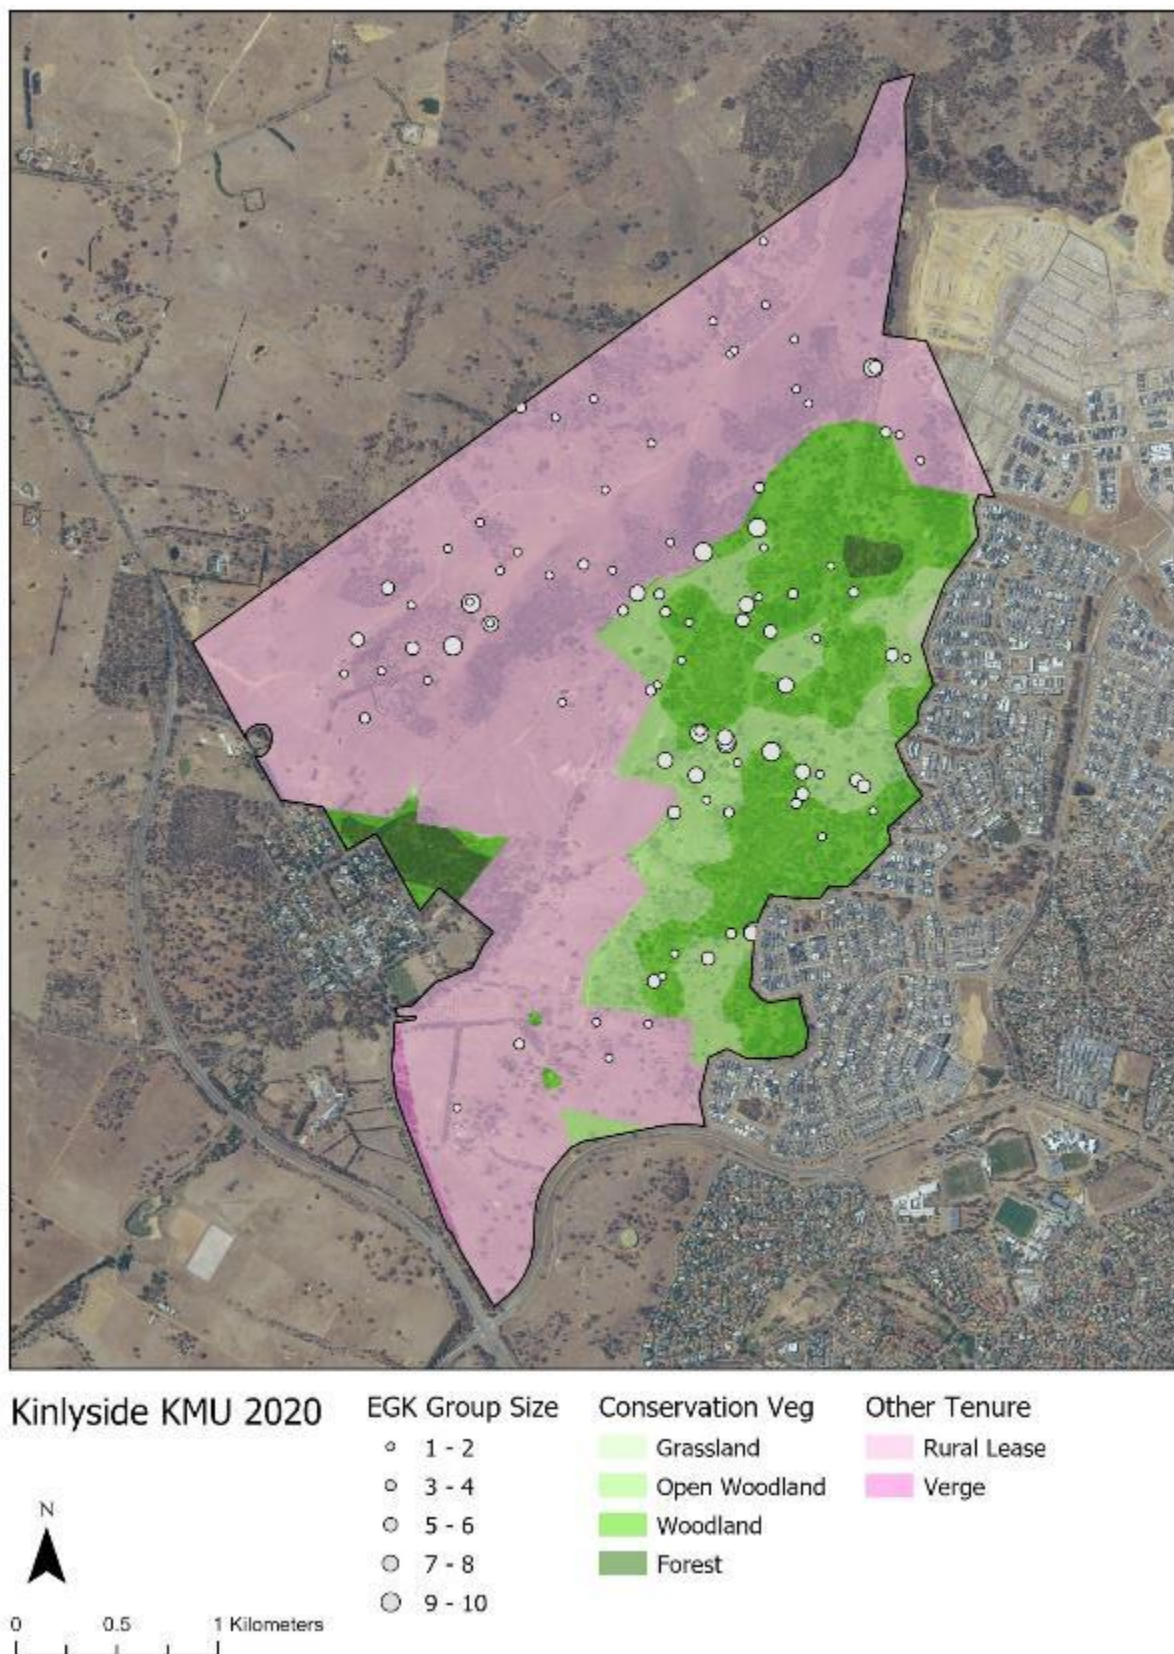 Kinlyside KMU 2020
EGK Group Size
1 - 2
3 - 4
5 - 6
7 - 8
9 - 10
Conservation Veg
Grassland
Open Woodland
Woodland
Forest
Other Tenure
Rural Lease
Verge
N
0 0.5 1 Kilometers